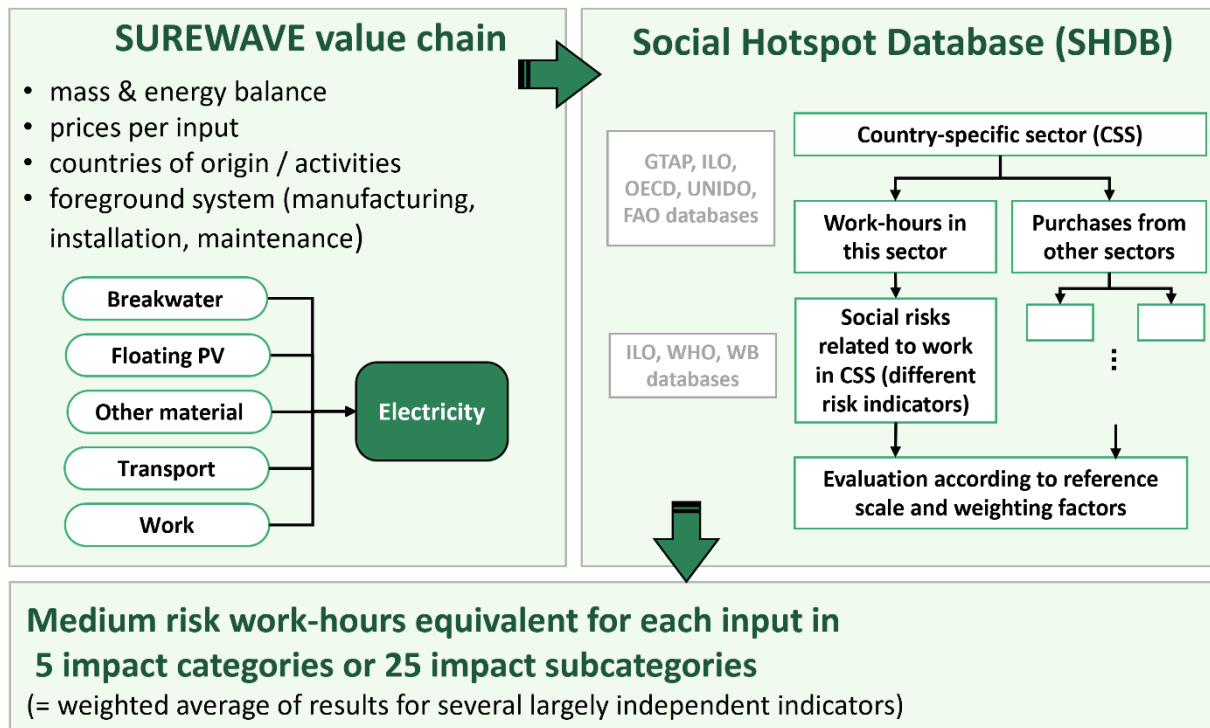 SUREWAVE value chain
• mass & energy balance
• prices per input
• countries of origin / activities
• foreground system (manufacturing,
installation, maintenance)
Breakwater
Floating PV
Other material
Transport
Work
Electricity
Social Hotspot Database (SHDB)
GTAP, ILO,
OECD, UNIDO,
FAO databases
Country-specific sector (CSS)
Work-hours in
this sector
Purchases from
other sectors
ILO, WHO, WB
databases
Social risks
related to work
in CSS (different
risk indicators)
...
Evaluation according to reference
scale and weighting factors
Medium risk work-hours equivalent for each input in
5 impact categories or 25 impact subcategories
(= weighted average of results for several largely independent indicators)